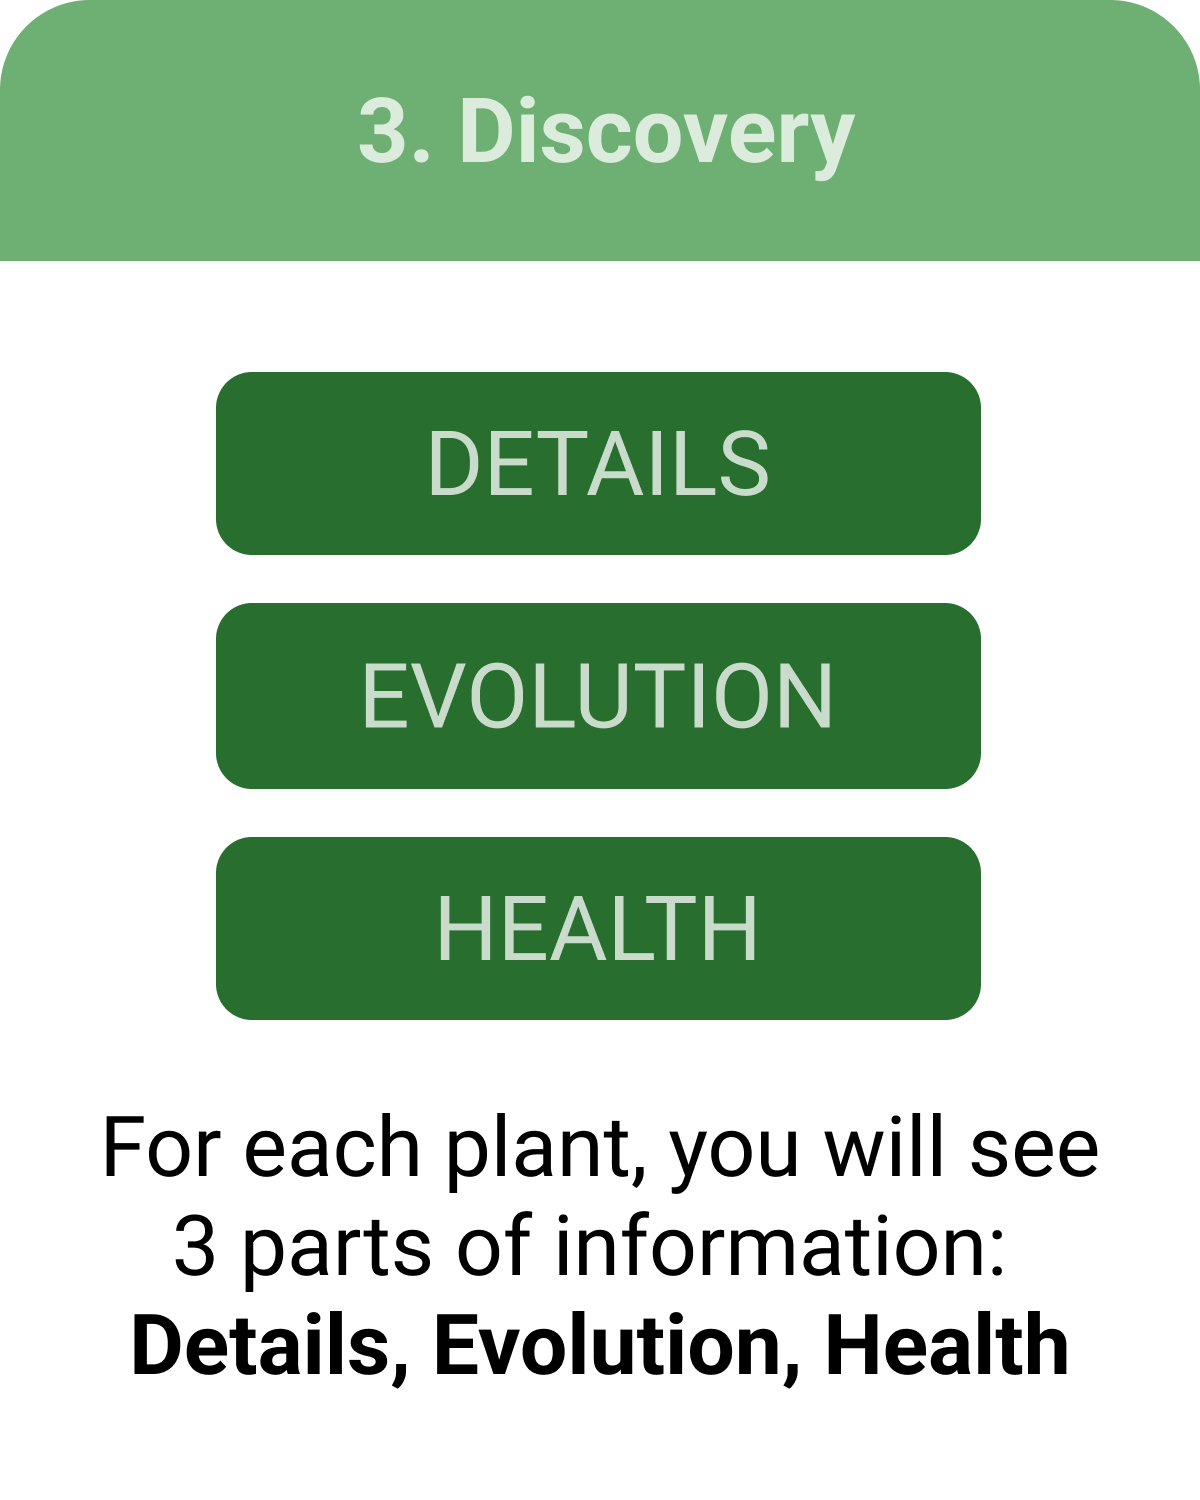 3. Discovery
DETAILS
EVOLUTION
HEALTH
For each plant, you will see
3 parts of information:
Details, Evolution, Health